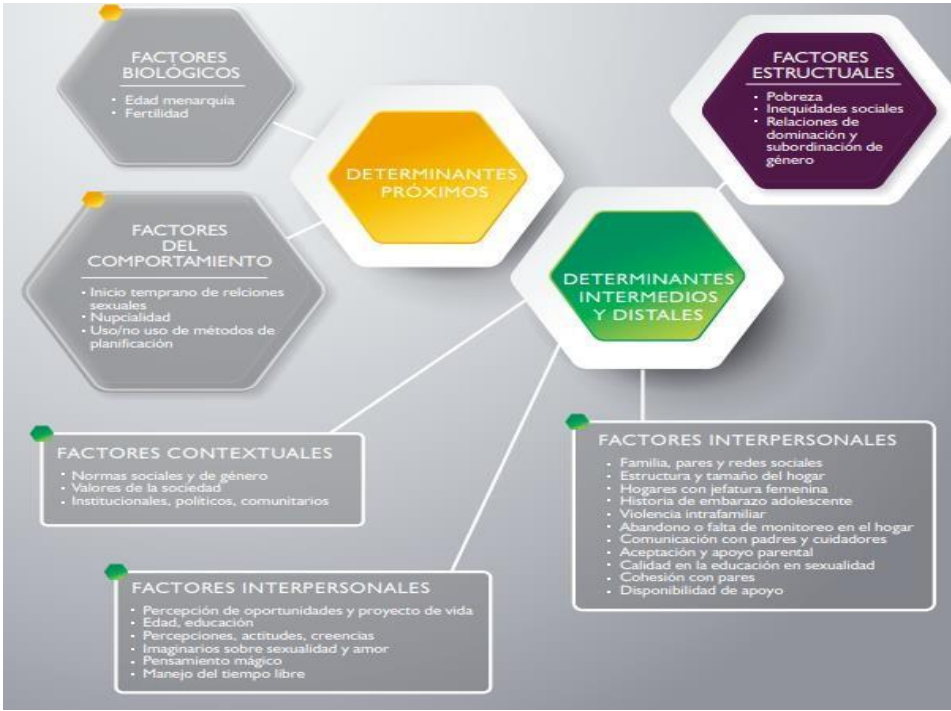 FACTORES
BIOLÓGICOS
• Edad menarquía
• Fertilidad
DETERMINANTES
PRÓXIMOS
FACTORES
DEL
COMPORTAMIENTO
• Inicio temprano de relciones
sexuales
• Nupcialidad
• Uso/no uso de métodos de
planificación
FACTORES
ESTRUCTUALES
• Pobreza
• Inequidades sociales
• Relaciones de
dominación y
subordinación de
género
DETERMINANTES
INTERMEDIOS
Y DISTALES
FACTORES CONTEXTUALES
• Normas sociales y de género
• Valores de la sociedad
• Institucionales, políticos, comunitarios
FACTORES INTERPERSONALES
• Percepción de oportunidades y proyecto de vida
• Edad, educación
• Percepciones, actitudes, creencias
• Imaginarios sobre sexualidad y amor
• Pensamiento mágico
• Manejo del tiempo libre
FACTORES INTERPERSONALES
• Familia, pares y redes sociales
• Estructura y tamaño del hogar
• Hogares con jefatura femenina
• Historia de embarazo adolescente
• Violencia intrafamiliar
• Abandono o falta de monitoreo en el hogar
• Comunicación con padres y cuidadores
• Aceptación y apoyo parental
• Calidad en la educación en sexualidad
• Cohesión con pares
• Disponibilidad de apoyo